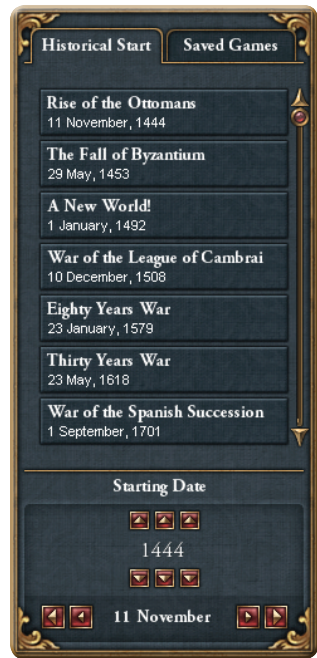 Historical Start
Saved Games
Rise of the Ottomans
11 November, 1444
The Fall of Byzantium
29 May, 1453
A New World!
1 January, 1492
War of the League of Cambrai
10 December, 1508
Eighty Years War
23 January, 1579
Thirty Years War
23 May, 1618
War of the Spanish Succession
1 September, 1701
Starting Date
1444
11 November